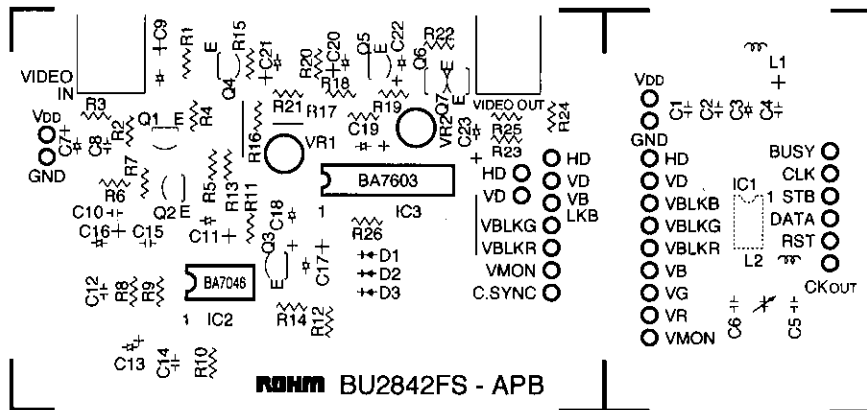 VIDEO
IN
C9
R1
R15
E
C21
Q4
R20
C20
R18
Q5
E
C22
Q6
R22
E
Q7
E
VIDEO OUT
R24
L1
R3
VDD
C7
C8
R2
Q1
E
R4
R21
R17
R19
VR2
C23
R25
R23
VDD
C1
C2
C3
C4
GND
R16
VR1
C19
GND
R7
R6
R5
R13
R11
BA7603
1
IC3
HD
VD
HD
VD
VB
LKB
VBLKG
VBLKR
VMON
C.SYNC
HD
VD
VBLKB
VBLKG
VBLKR
VB
VG
VR
VMON
IC1
1
L2
BUSY
CLK
STB
DATA
RST
CKOUT
C10
C16
C15
Q2
E
C11
C18
Q3
E
C17
R26
D1
D2
D3
C12
R8
R9
BA7046
1
IC2
R14
R12
C6
C5
C13
C14
R10
ROHM BU2842FS - APB